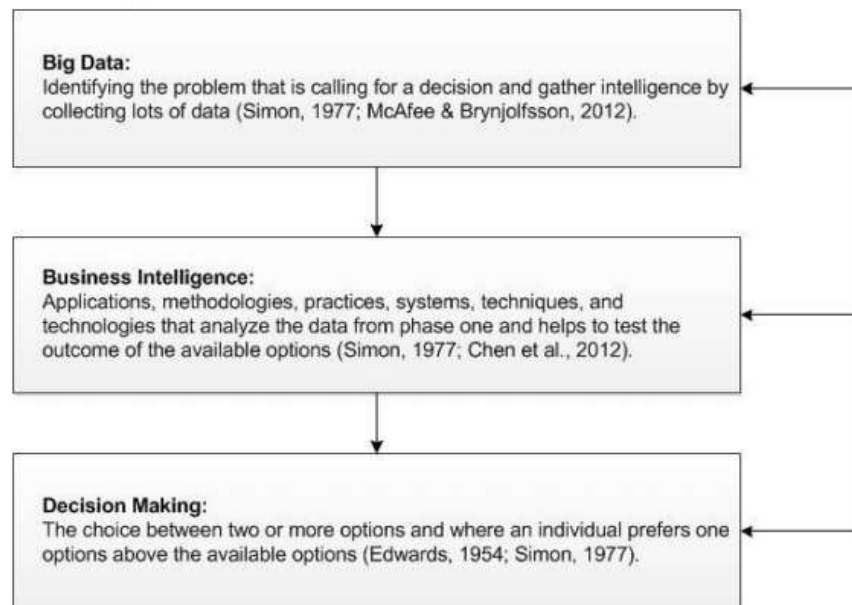 Big Data:
Identifying the problem that is calling for a decision and gather intelligence by
collecting lots of data (Simon, 1977; McAfee & Brynjolfsson, 2012).
Business Intelligence:
Applications, methodologies, practices, systems, techniques, and
technologies that analyze the data from phase one and helps to test the
outcome of the available options (Simon, 1977; Chen et al., 2012).
Decision Making:
The choice between two or more options and where an individual prefers one
options above the available options (Edwards, 1954; Simon, 1977).